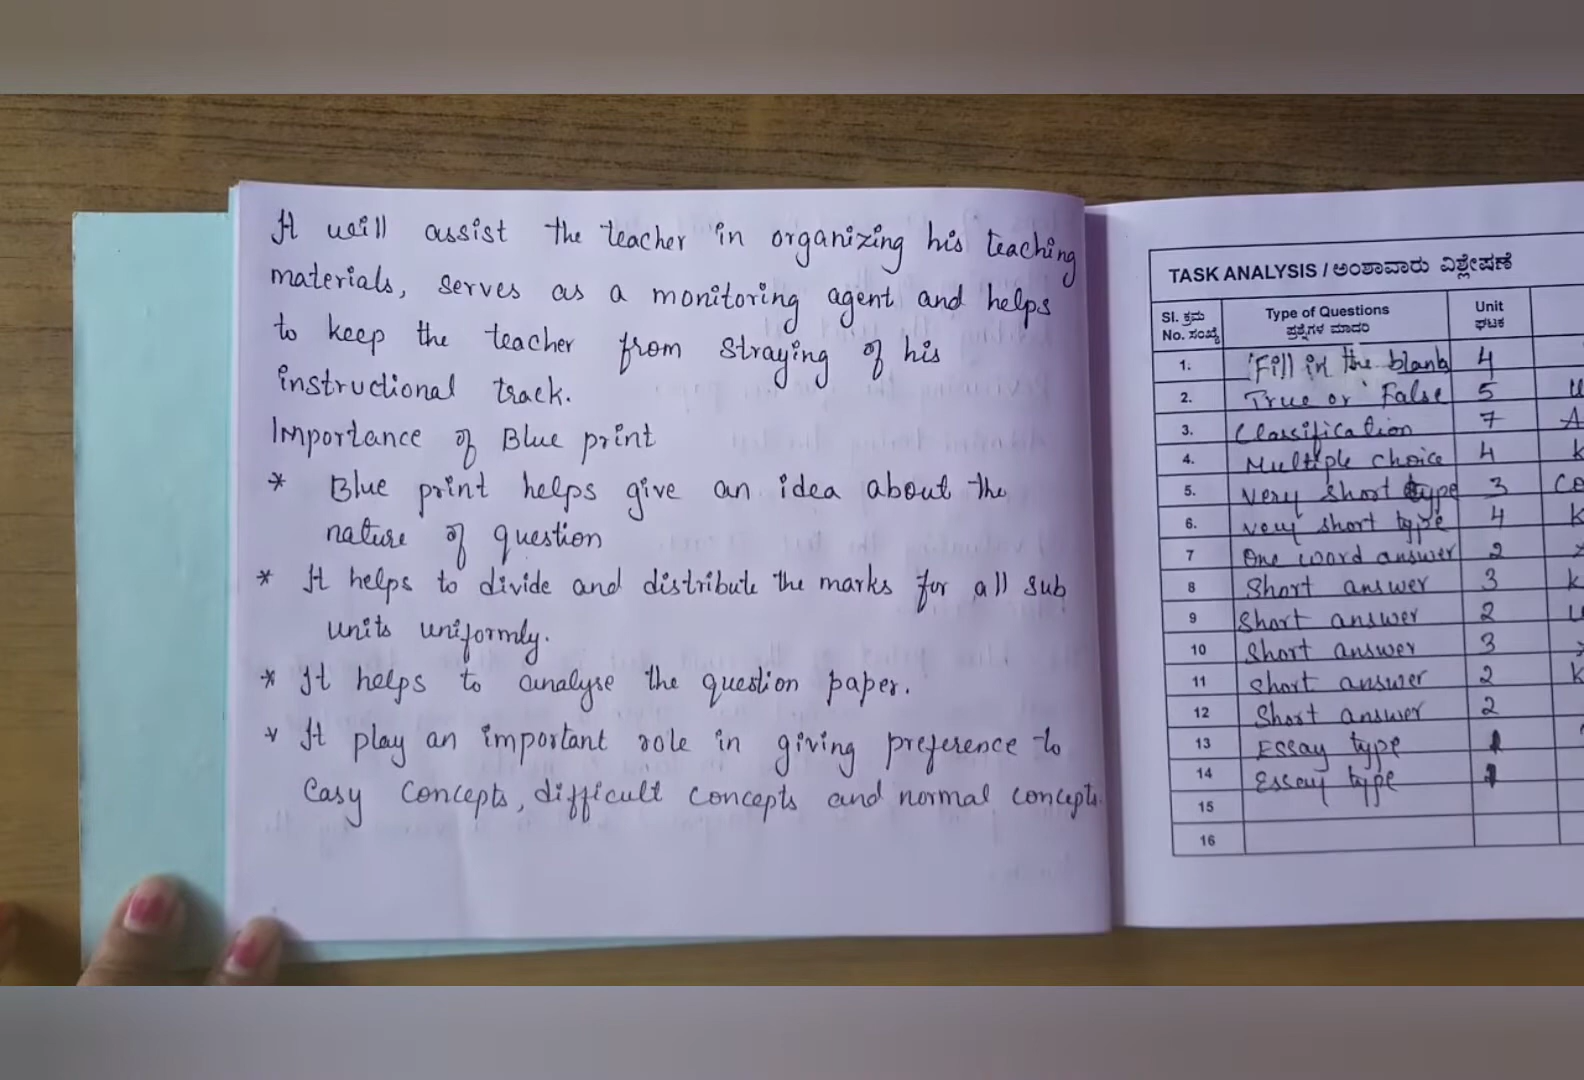 It will assist the teacher in organizing his teaching
materials, serves as a monitoring agent and helps
to keep the teacher from straying of his
instructional track.
Importance of Blue print
* Blue print helps give an idea about the
nature of question
* It helps to divide and distribute the marks for all sub
units uniformly.
* It helps to analyse the question paper.
* It play an important role in giving preference to
Easy concepts, difficult concepts and normal concepts.
TASK ANALYSIS / ಅಂಶಾವಾರು ವಿಶ್ಲೇಷಣೆ
Sl. ಕ್ರಮ Type of Questions Unit
No. ಸಂಖ್ಯೆ ಪ್ರಶ್ನೆಗಳ ಮಾದರಿ ಘಟಕ
1. Fill in the blank 4
2. True or False 5 U
3. Classification 7 A
4. Multiple choice 4 K
5. Very short type 3 Co
6. Very short type 4 K
7 One word answer 2
8 Short answer 3 K
9 Short answer 2 U
10 Short answer 3
11 Short answer 2 K
12 Short answer 2
13 Essay type 1
14 Essay type 1
15
16